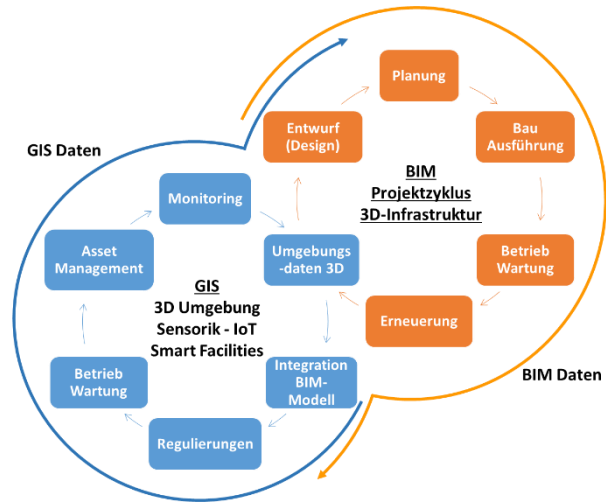 Planung
Entwurf
(Design)
Bau
Ausführung
GIS Daten
BIM
Projektzyklus
3D-Infrastruktur
Monitoring
Umgebungs
-daten 3D
Betrieb
Wartung
Asset
Management
GIS
3D Umgebung
Sensorik - IoT
Smart Facilities
Erneuerung
Betrieb
Wartung
Integration
BIM-
Modell
BIM Daten
Regulierungen